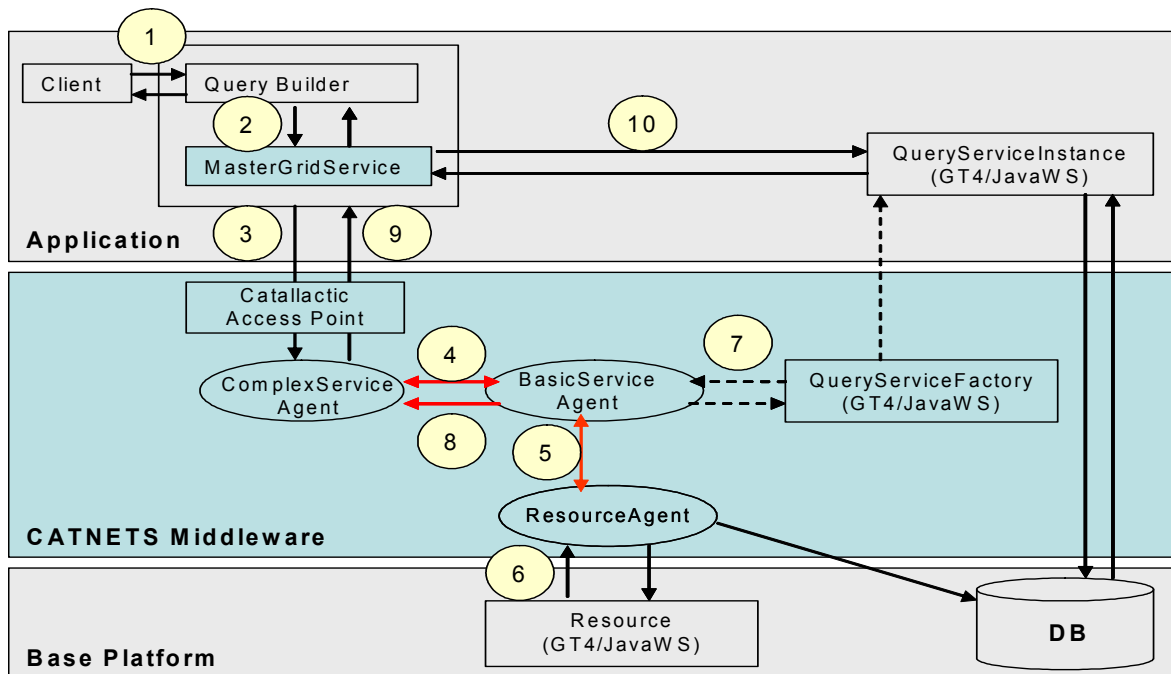 1
Client
Query Builder
2
10
MasterGridService
QueryServiceInstance
(GT4/JavaWS)
3
9
Application
Catallactic
Access Point
4
7
ComplexService
Agent
BasicService
Agent
QueryServiceFactory
(GT4/JavaWS)
8
5
ResourceAgent
CATNETS Middleware
6
Resource
(GT4/JavaWS)
DB
Base Platform